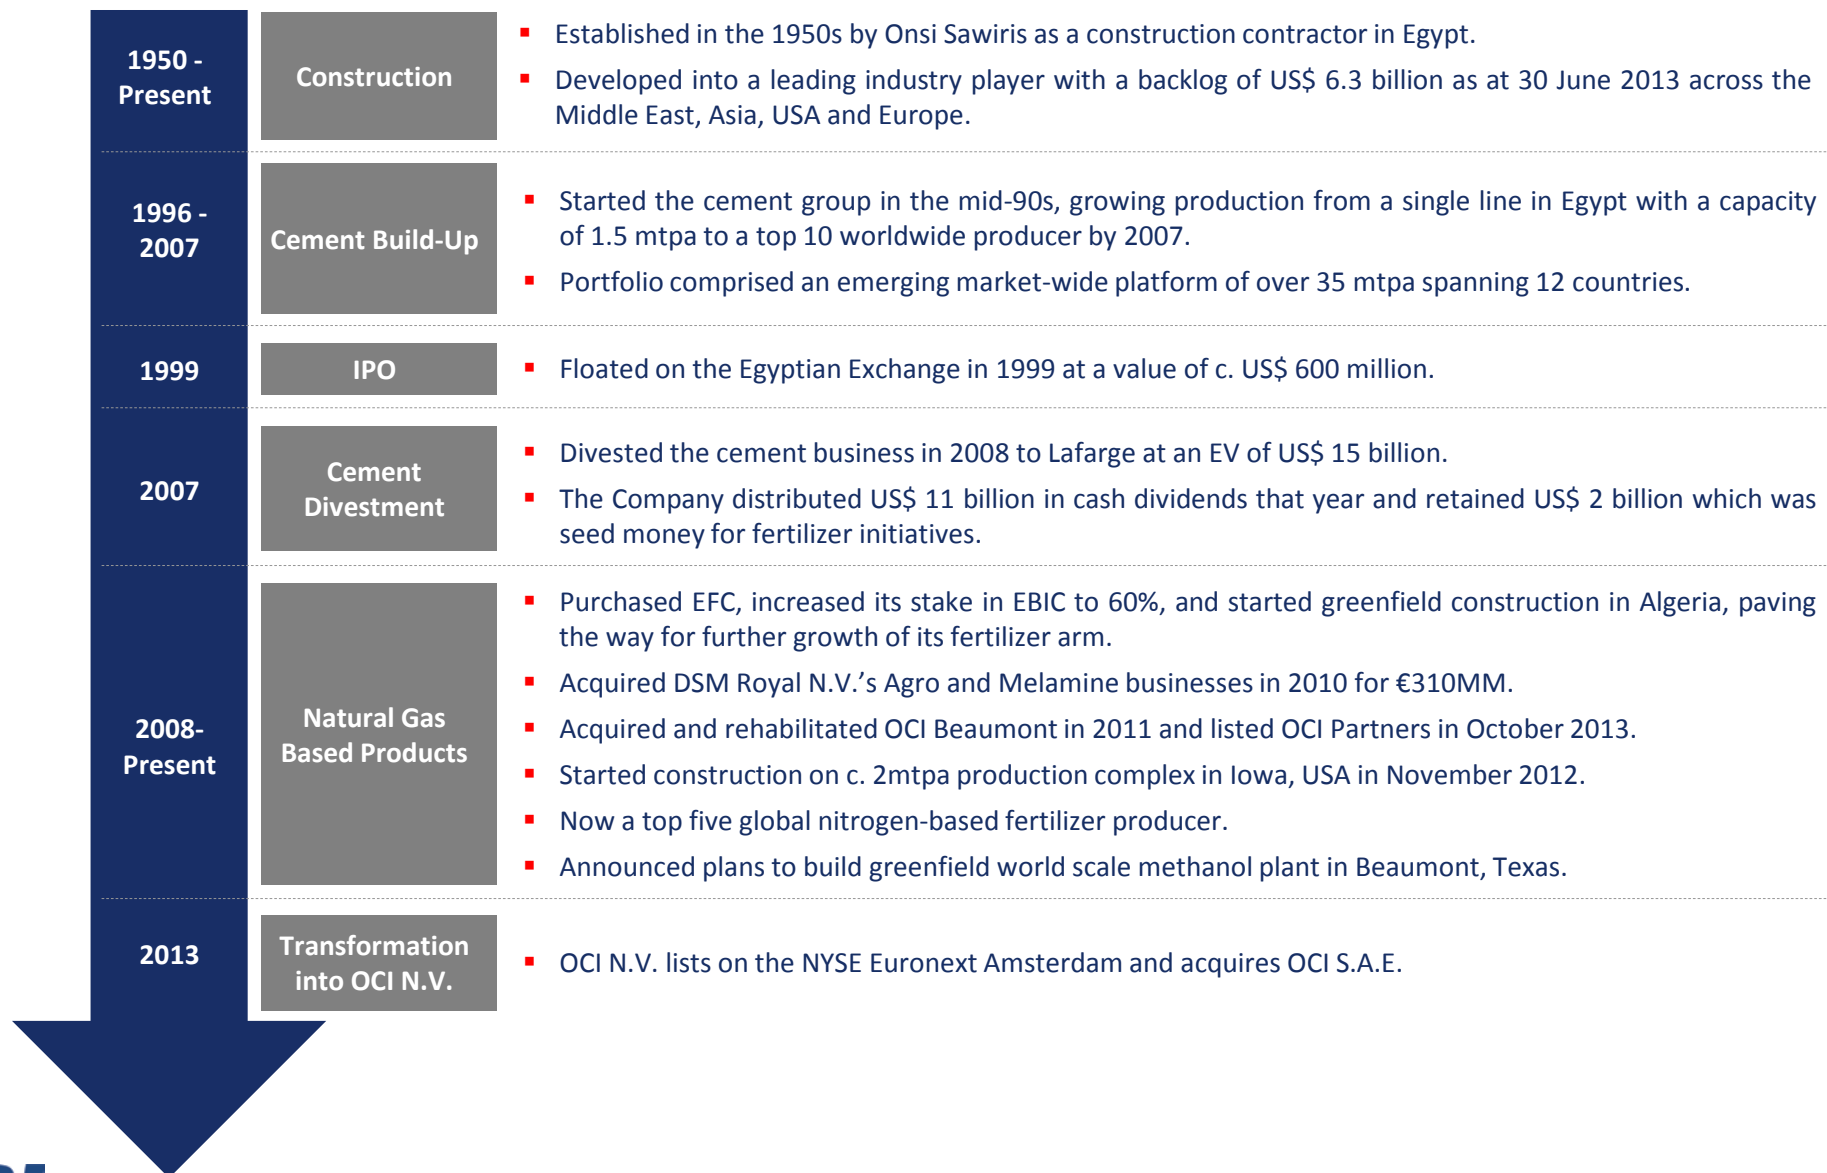 1950 -
Present
Construction
Established in the 1950s by Onsi Sawiris as a construction contractor in Egypt.
Developed into a leading industry player with a backlog of US$ 6.3 billion as at 30 June 2013 across the
Middle East, Asia, USA and Europe.
1996 -
2007
Cement Build-Up
Started the cement group in the mid-90s, growing production from a single line in Egypt with a capacity
of 1.5 mtpa to a top 10 worldwide producer by 2007.
Portfolio comprised an emerging market-wide platform of over 35 mtpa spanning 12 countries.
1999
IPO
Floated on the Egyptian Exchange in 1999 at a value of c. US$ 600 million.
2007
Cement
Divestment
Divested the cement business in 2008 to Lafarge at an EV of US$ 15 billion.
The Company distributed US$ 11 billion in cash dividends that year and retained US$ 2 billion which was
seed money for fertilizer initiatives.
2008-
Present
Natural Gas
Based Products
Purchased EFC, increased its stake in EBIC to 60%, and started greenfield construction in Algeria, paving
the way for further growth of its fertilizer arm.
Acquired DSM Royal N.V.’s Agro and Melamine businesses in 2010 for €310MM.
Acquired and rehabilitated OCI Beaumont in 2011 and listed OCI Partners in October 2013.
Started construction on c. 2mtpa production complex in Iowa, USA in November 2012.
Now a top five global nitrogen-based fertilizer producer.
Announced plans to build greenfield world scale methanol plant in Beaumont, Texas.
2013
Transformation
into OCI N.V.
OCI N.V. lists on the NYSE Euronext Amsterdam and acquires OCI S.A.E.